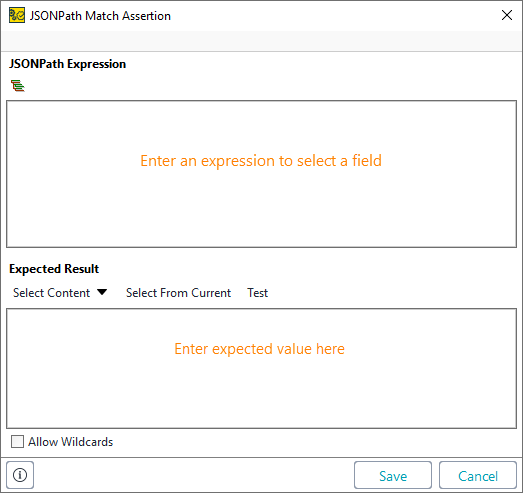 JSONPath Match Assertion
JSONPath Expression
Enter an expression to select a field
Expected Result
Select Content Select From Current Test
Enter expected value here
Allow Wildcards
Save Cancel